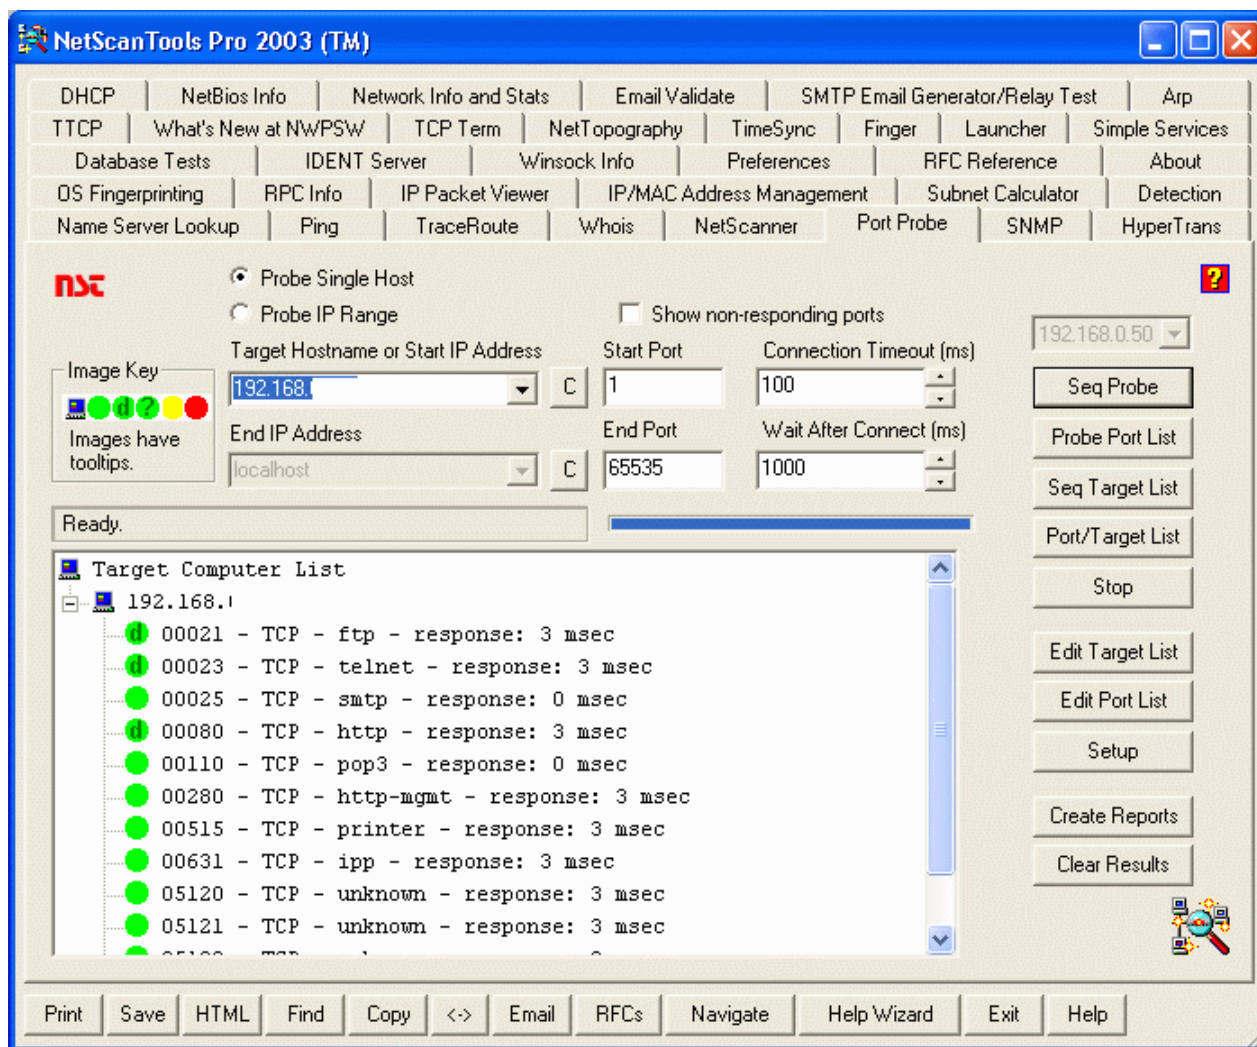 NetScanTools Pro 2003 (TM)
DHCP NetBios Info Network Info and Stats Email Validate SMTP Email Generator/Relay Test Arp
TTCP What's New at NWPSW TCP Term NetTopography TimeSync Finger Launcher Simple Services
Database Tests IDENT Server Winsock Info Preferences RFC Reference About
OS Fingerprinting RPC Info IP Packet Viewer IP/MAC Address Management Subnet Calculator Detection
Name Server Lookup Ping TraceRoute Whois NetScanner Port Probe SNMP HyperTrans
nst
Probe Single Host
?
Probe IP Range
Show non-responding ports
192.168.0.50
Target Hostname or Start IP Address
Start Port
Connection Timeout (ms)
Image Key
192.168.
C
1
100
Seq Probe
d ?
Images have
tooltips.
End IP Address
End Port
Wait After Connect (ms)
Probe Port List
localhost
C
65535
1000
Seq Target List
Ready.
Port/Target List
Stop
Edit Target List
Edit Port List
Setup
Create Reports
Clear Results
Target Computer List
192.168.
d 00021 - TCP - ftp - response: 3 msec
d 00023 - TCP - telnet - response: 3 msec
00025 - TCP - smtp - response: 0 msec
d 00080 - TCP - http - response: 3 msec
00110 - TCP - pop3 - response: 0 msec
00280 - TCP - http-mgmt - response: 3 msec
00515 - TCP - printer - response: 3 msec
00631 - TCP - ipp - response: 3 msec
05120 - TCP - unknown - response: 3 msec
05121 - TCP - unknown - response: 3 msec
Print Save HTML Find Copy <-> Email RFCs Navigate Help Wizard Exit Help